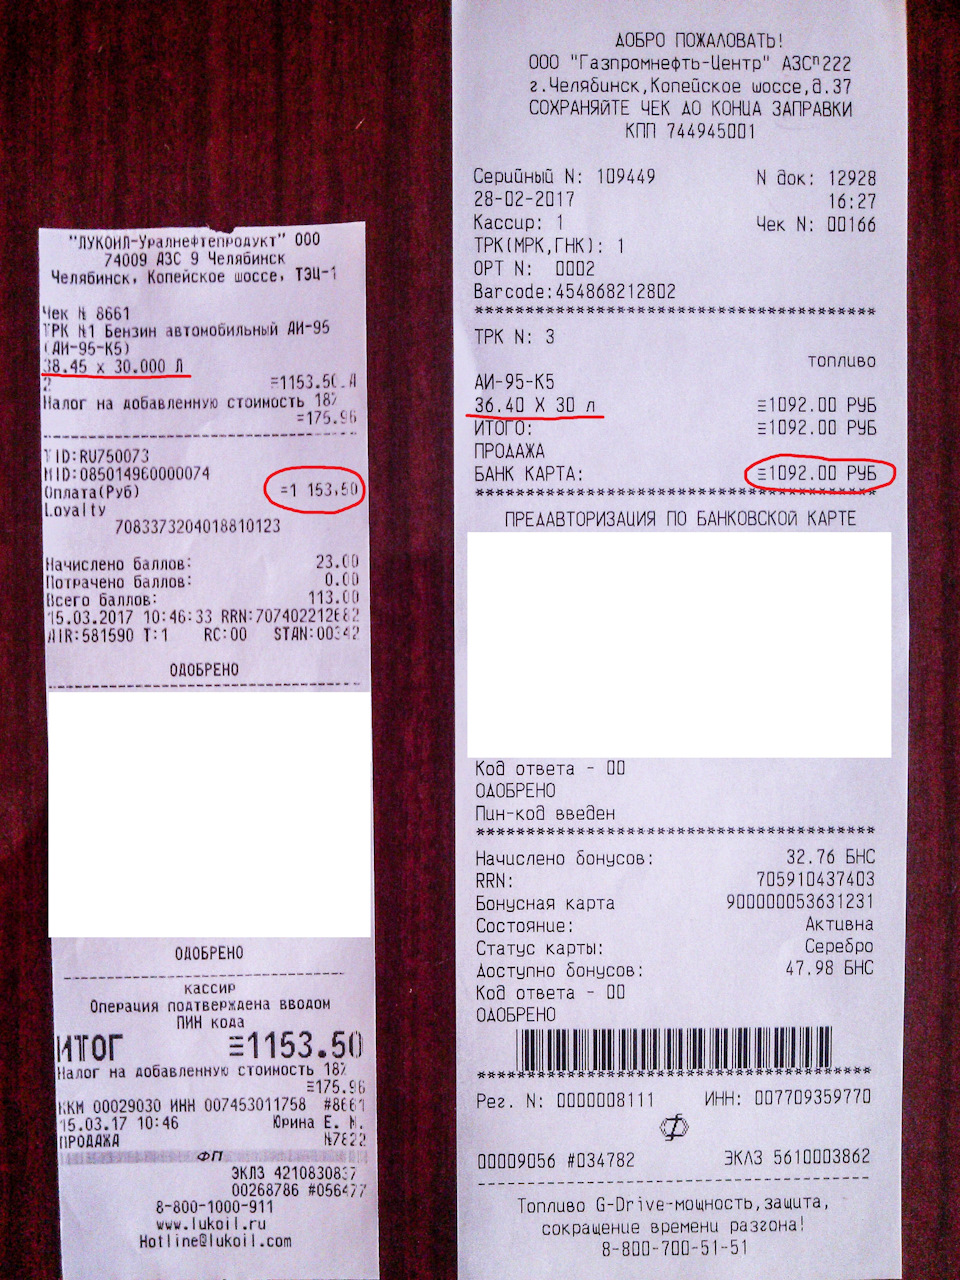 "ЛУКОЙЛ-Уралнефтепродукт" ООО
74009 АЗС 9 Челябинск
Челябинск, Копейское шоссе, ТЭЦ-1
Чек № 8661
ТРК №1 Бензин автомобильный АИ-95
(АИ-95-К5)
38.45 x 30.000 Л
2 =1153.50
Налог на добавленную стоимость 18%
=175.96
TID:RU750073
MID:085014960000074
Оплата(Руб) =1 153.50
Loyalty
7083373204018810123
Начислено баллов: 23.00
Потрачено баллов: 0.00
Всего баллов: 113.00
15.03.2017 10:46:33 RRN:707402212682
AIR:581590 T:1 RC:00 STAN:00342
ОДОБРЕНО
ОДОБРЕНО
кассир
Операция подтверждена вводом
ПИН кода
ИТОГ ≡1153.50
Налог на добавленную стоимость 18%
≡175.96
ККМ 00029030 ИНН 007453011758 #8661
15.03.17 10:46 Юрина Е. М.
ПРОДАЖА №7822
ФП
ЭКЛЗ 4210830837
00268786 #056477
8-800-1000-911
www.lukoil.ru
Hotline@lukoil.com
ДОБРО ПОЖАЛОВАТЬ!
ООО "Газпромнефть-Центр" АЗСⁿ222
г.Челябинск,Копейское шоссе,д.37
СОХРАНЯЙТЕ ЧЕК ДО КОНЦА ЗАПРАВКИ
КПП 744945001
Серийный N: 109449 N док: 12928
28-02-2017 16:27
Кассир: 1 Чек N: 00166
ТРК(МРК,ГНК): 1
ОРТ N: 0002
Barcode:4548682128​02
************************************
ТРК N: 3
топливо
АИ-95-К5
36.40 X 30 л ≡1092.00 РУБ
ИТОГО: ≡1092.00 РУБ
ПРОДАЖА
БАНК КАРТА: ≡1092.00 РУБ
************************************
ПРЕДАВТОРИЗАЦИЯ ПО БАНКОВСКОЙ КАРТЕ
Код ответа - 00
ОДОБРЕНО
Пин-код введен
************************************
Начислено бонусов: 32.76 БНС
RRN: 705910437403
Бонусная карта 900000053631231
Состояние: Активна
Статус карты: Серебро
Доступно бонусов: 47.98 БНС
Код ответа - 00
ОДОБРЕНО
************************************
Рег. N: 0000008111 ИНН: 007709359770
00009056 #034782 ЭКЛЗ 5610003862
Топливо G-Drive-мощность,защита,
сокращение времени разгона!
8-800-700-51-51